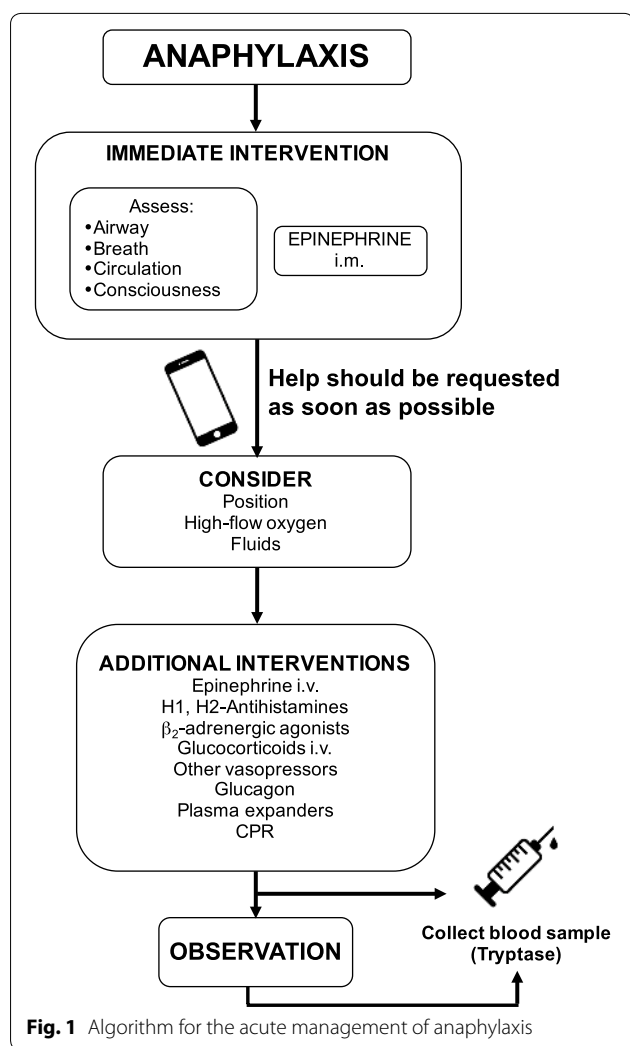 ANAPHYLAXIS
IMMEDIATE INTERVENTION
Assess:
•Airway
•Breath
•Circulation
•Consciousness
EPINEPHRINE
i.m.
Help should be requested
as soon as possible
CONSIDER
Position
High-flow oxygen
Fluids
ADDITIONAL INTERVENTIONS
Epinephrine i.v.
H1, H2-Antihistamines
β₂-adrenergic agonists
Glucocorticoids i.v.
Other vasopressors
Glucagon
Plasma expanders
CPR
OBSERVATION
Collect blood sample
(Tryptase)
Fig. 1 Algorithm for the acute management of anaphylaxis